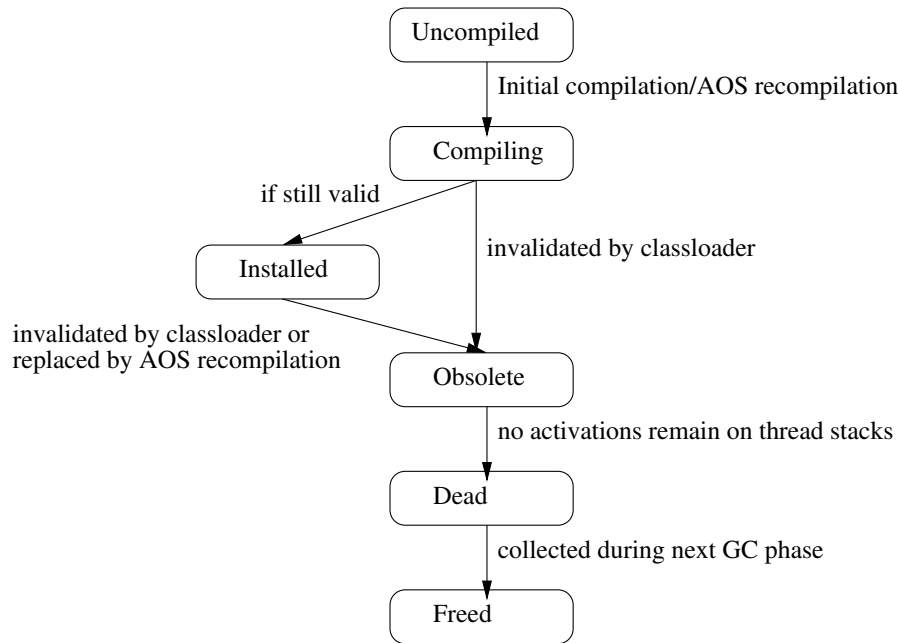 Uncompiled
Initial compilation/AOS recompilation
Compiling
if still valid
invalidated by classloader
Installed
invalidated by classloader or
replaced by AOS recompilation
Obsolete
no activations remain on thread stacks
Dead
collected during next GC phase
Freed